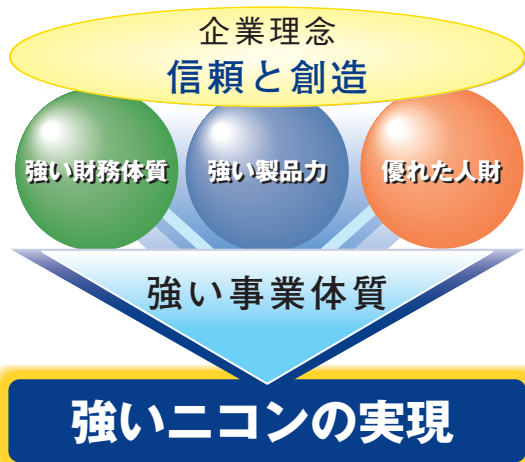 企業理念
信頼と創造
強い財務体質
強い製品力
優れた人財
強い事業体質
強いニコンの実現